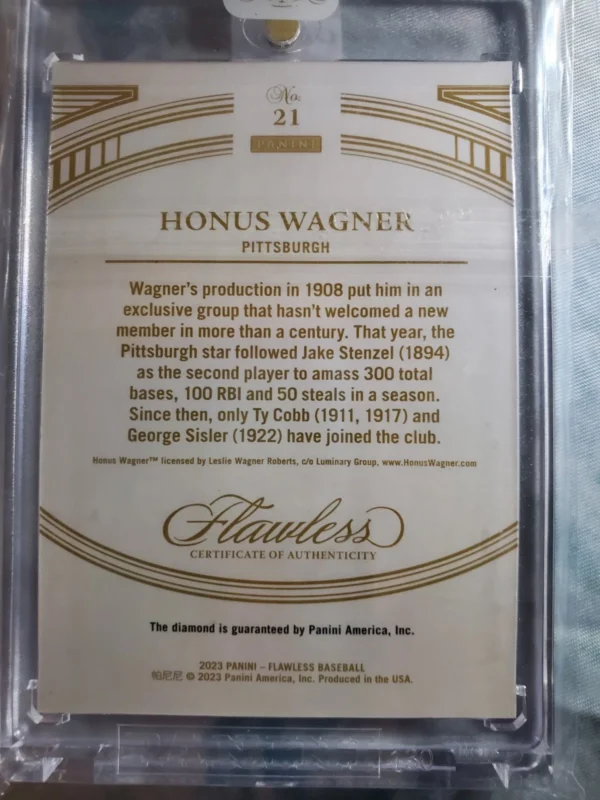 No.
21
PANINI
HONUS WAGNER
PITTSBURGH
Wagner's production in 1908 put him in an
exclusive group that hasn't welcomed a new
member in more than a century. That year, the
Pittsburgh star followed Jake Stenzel (1894)
as the second player to amass 300 total
bases, 100 RBI and 50 steals in a season.
Since then, only Ty Cobb (1911, 1917) and
George Sisler (1922) have joined the club.
Honus Wagner™ licensed by Leslie Wagner Roberts, c/o Luminary Group, www.HonusWagner.com
Flawless
CERTIFICATE OF AUTHENTICITY
The diamond is guaranteed by Panini America, Inc.
2023 PANINI – FLAWLESS BASEBALL
帕尼尼 © 2023 Panini America, Inc. Produced in the USA.